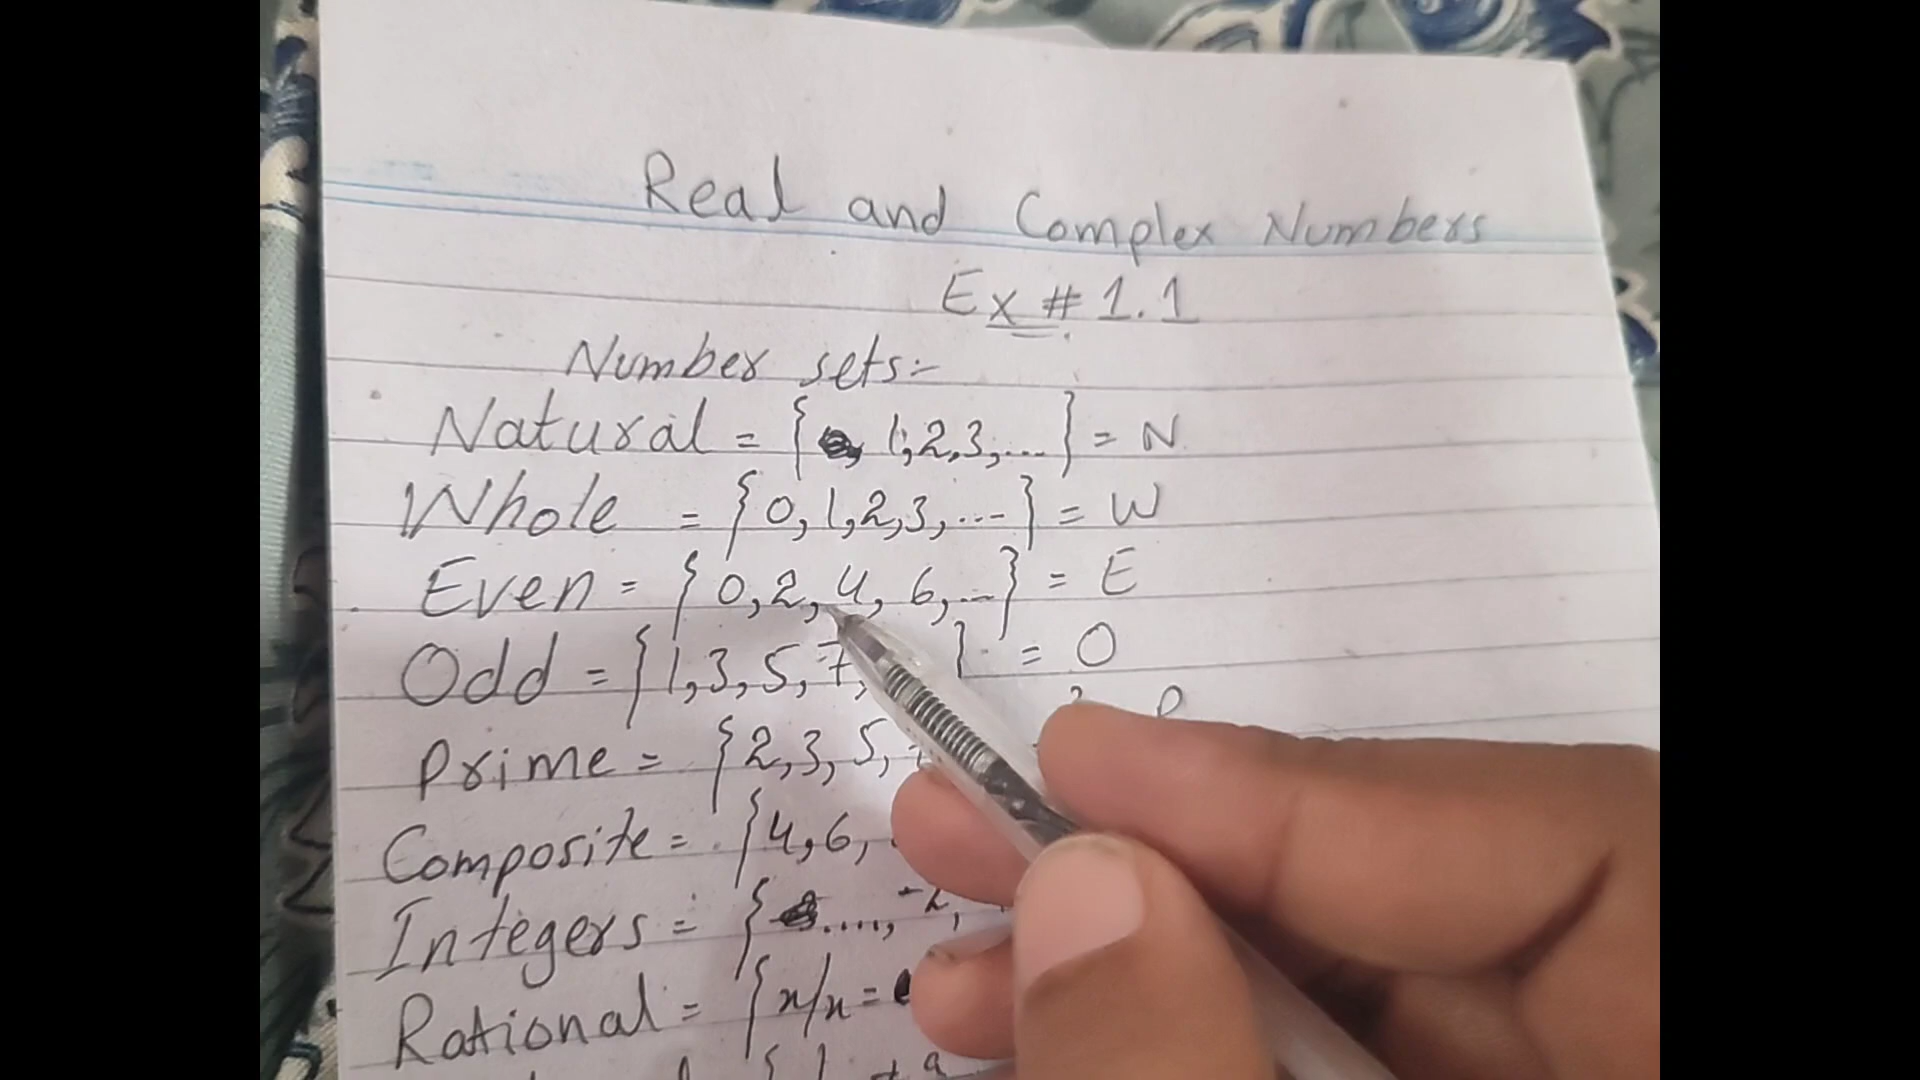 Real and Complex Numbers
Ex # 1.1
Number sets:-
Natural = { 1,2,3,... } = N
Whole = { 0,1,2,3,... } = W
Even = { 0,2,4,6,... } = E
Odd = { 1,3,5,7, } = O
Prime = { 2,3,5, P
Composite = { 4,6,
Integers = { ....,-2,
Rational = { x/x =